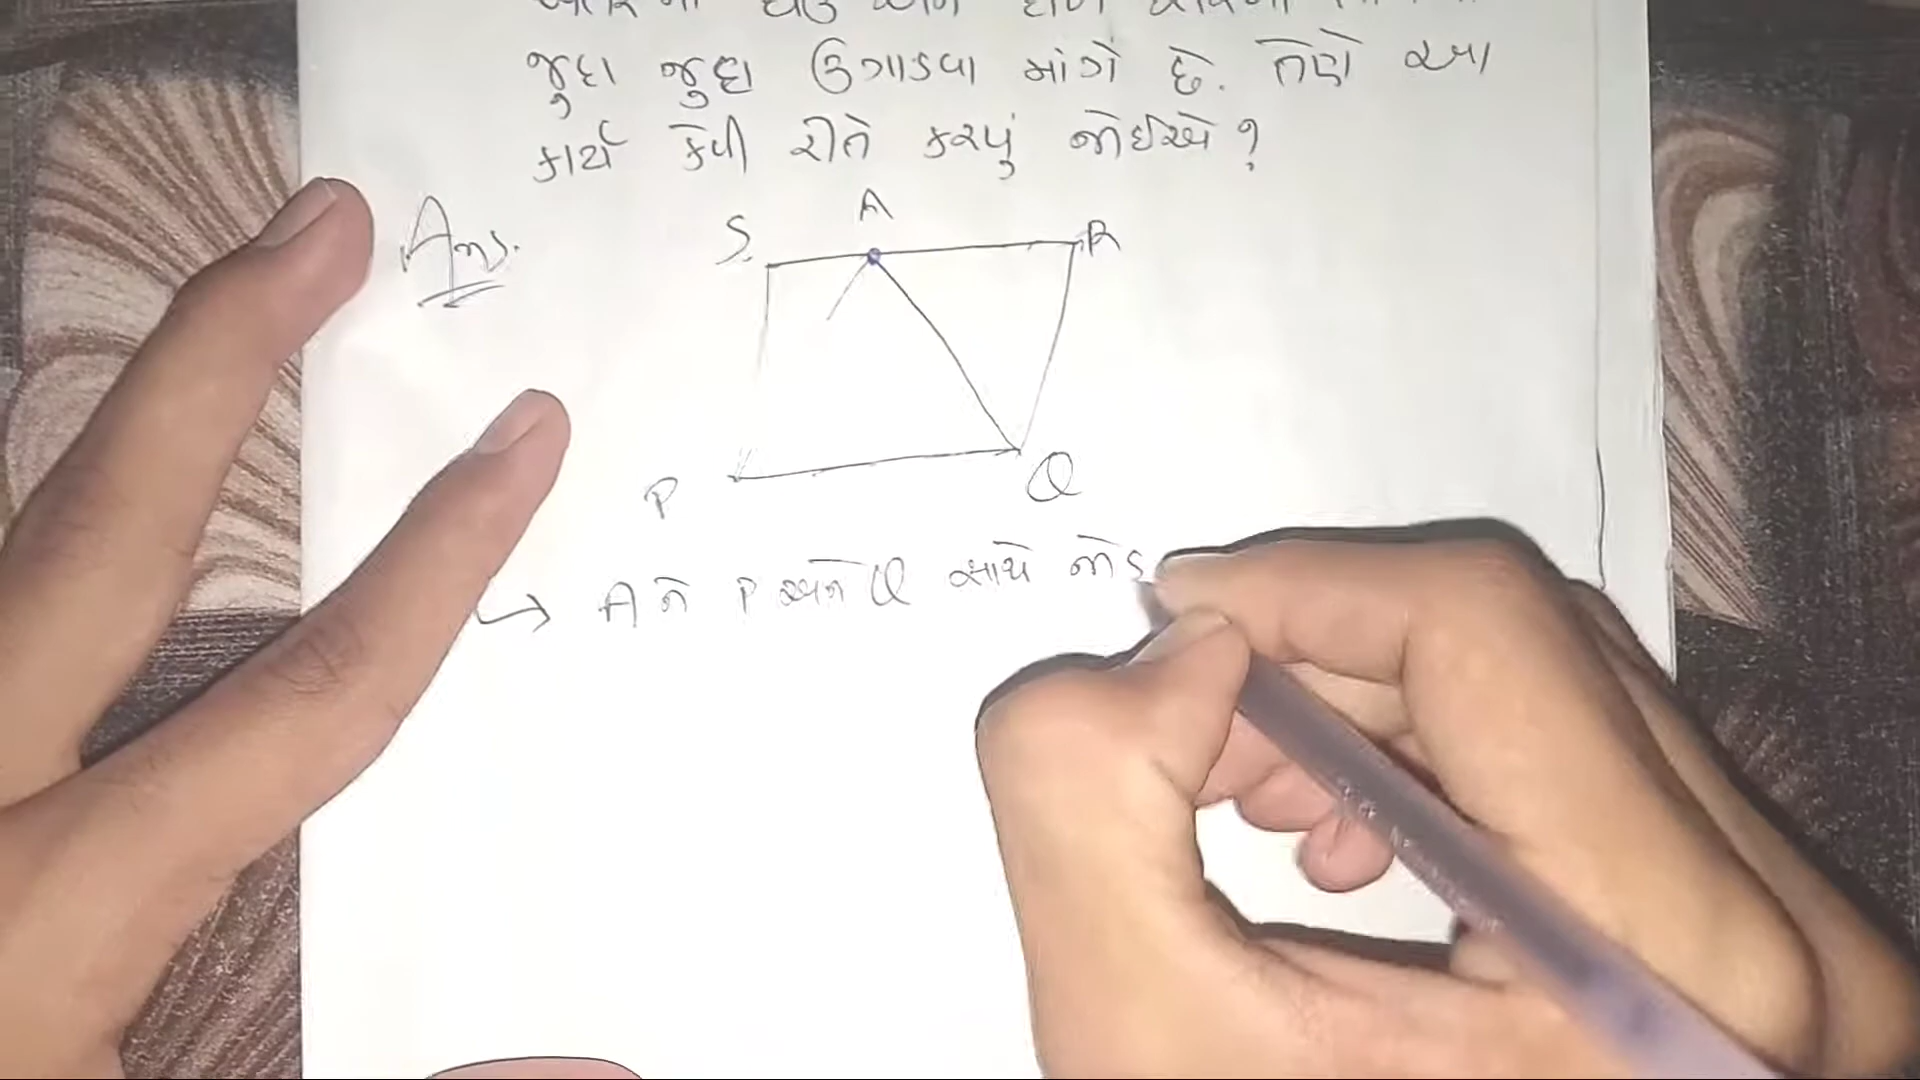 જુદા જુદા ઉગાડવા માંગે છે. તેણે આ
કાર્ય કેવી રીતે કરવું જોઈએ ?
Ans.
S A R
P Q
→ A ને P અને Q સાથે જોડ